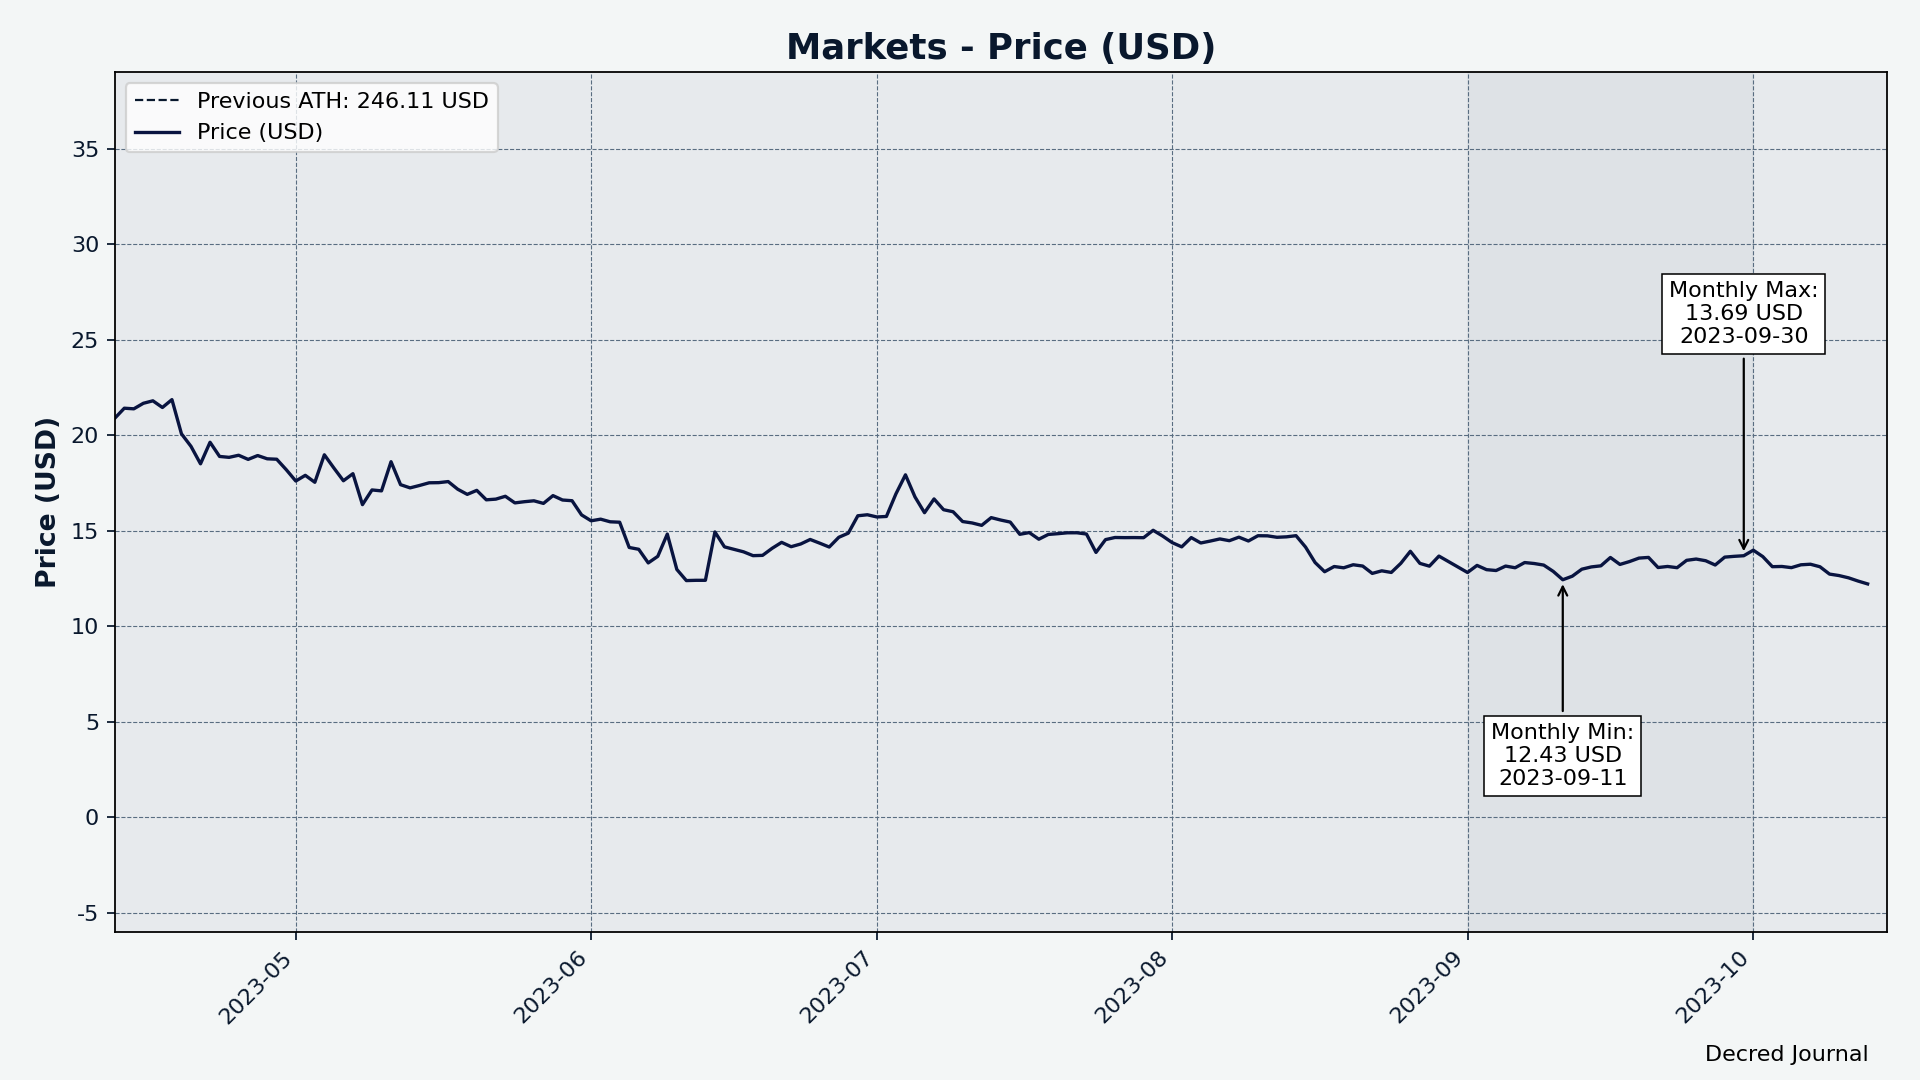 Markets - Price (USD)
Previous ATH: 246.11 USD
Price (USD)
Price (USD)
35
30
25
20
15
10
5
0
-5
Monthly Max:
13.69 USD
2023-09-30
Monthly Min:
12.43 USD
2023-09-11
2023-05
2023-06
2023-07
2023-08
2023-09
2023-10
Decred Journal